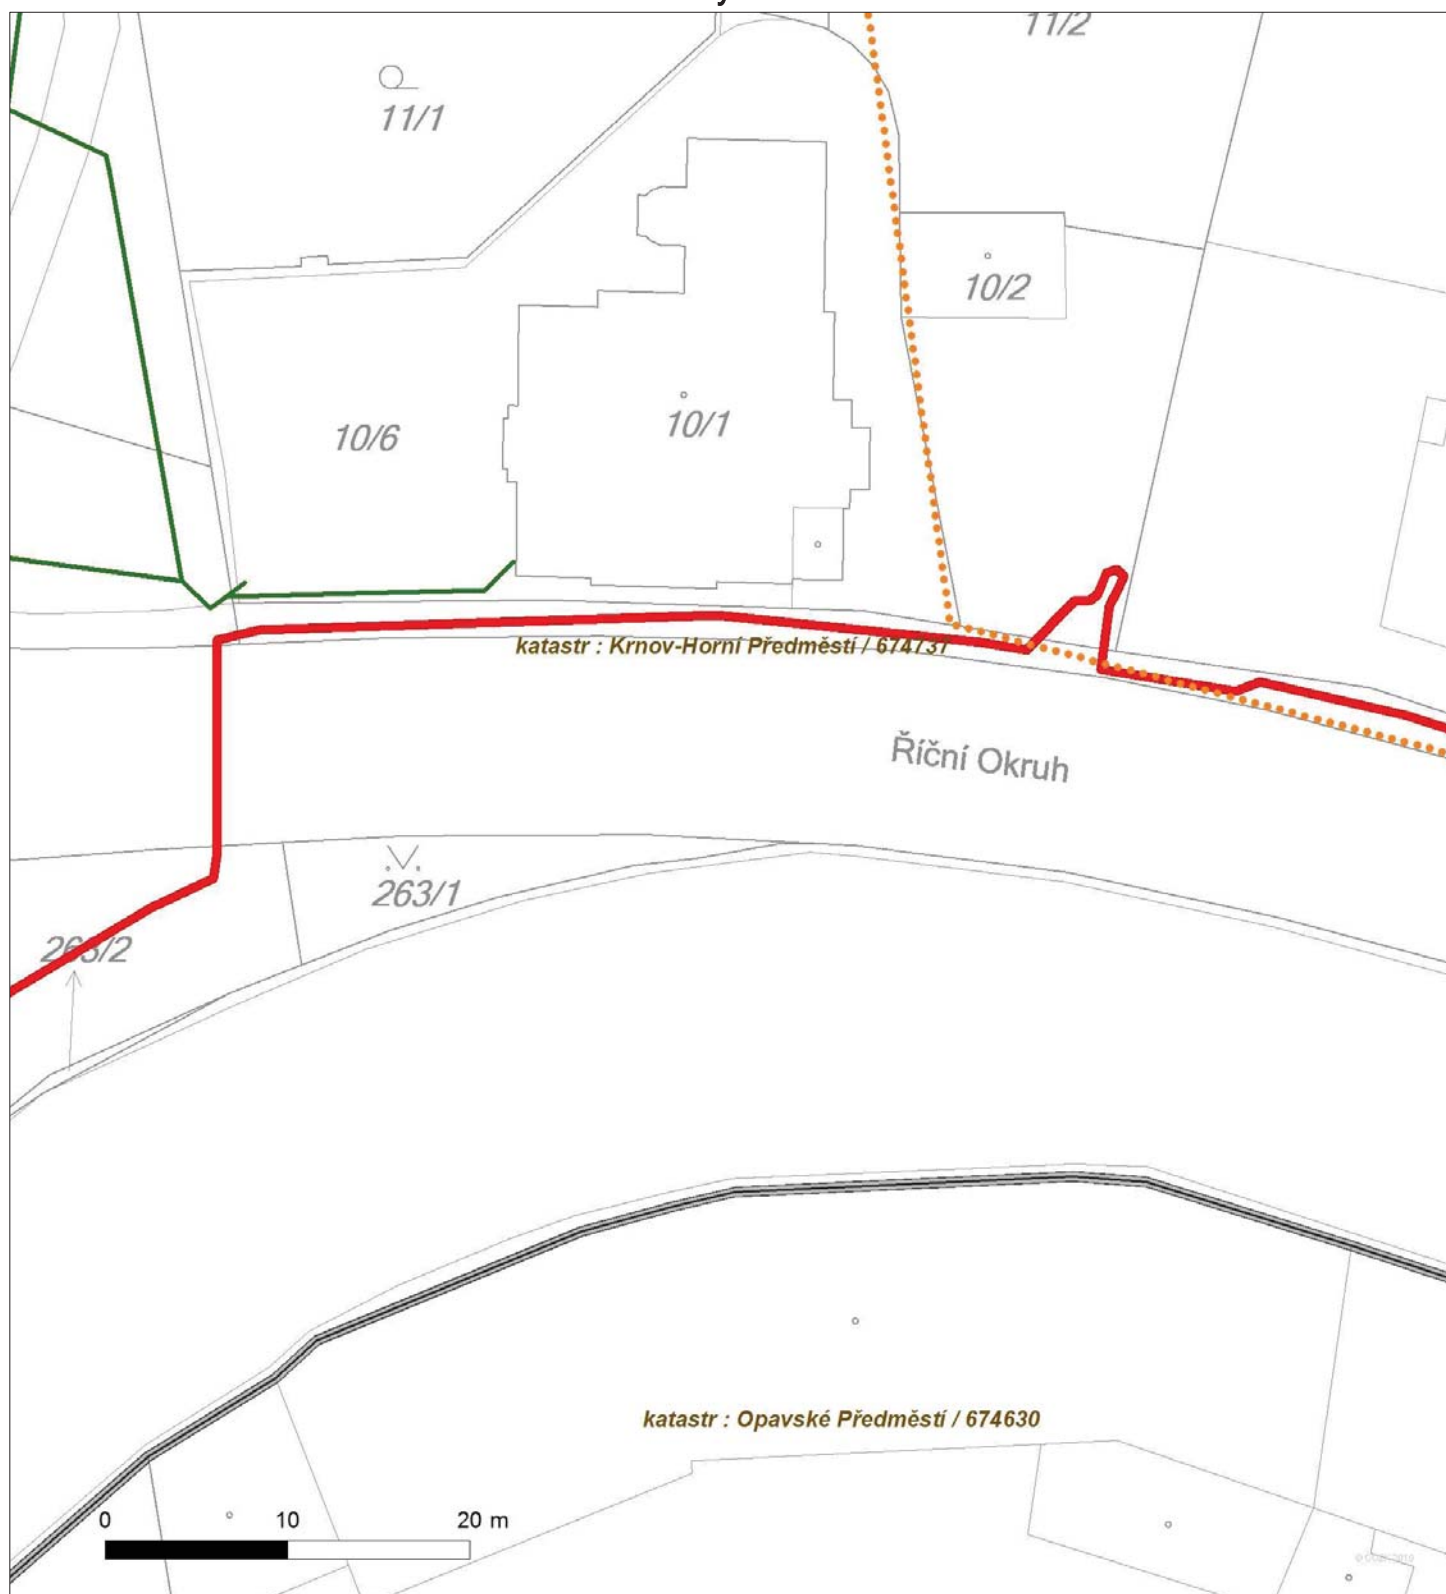 11/2
11/1
10/2
10/6
10/1
katastr : Krnov-Horní Předměstí / 674737
Říční Okruh
263/1
263/2
katastr : Opavské Předměstí / 674630
0 10 20 m